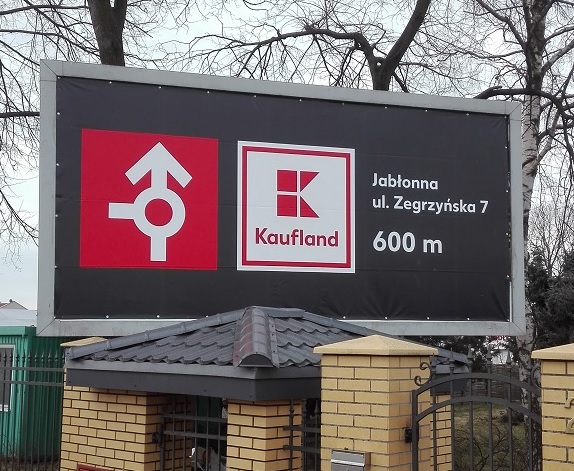 Kaufland
Jabłonna
ul. Zegrzyńska 7
600 m